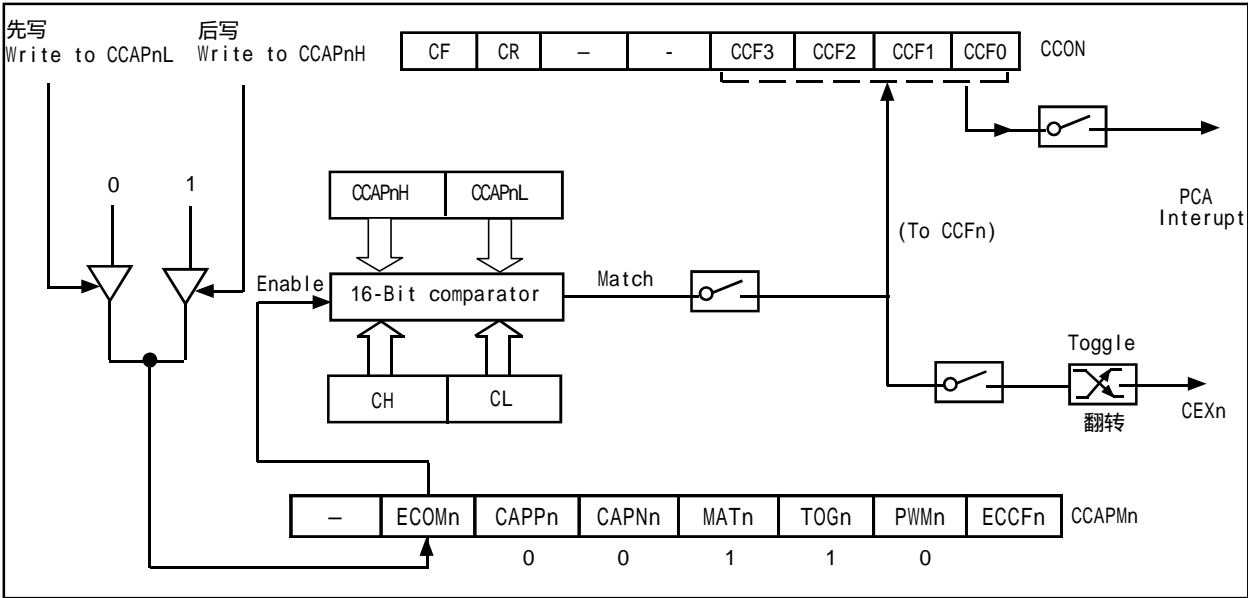 先写
Write to CCAPnL
后写
Write to CCAPnH
CF CR – - CCF3 CCF2 CCF1 CCF0 CCON
0 1
CCAPnH CCAPnL
PCA
Interupt
(To CCFn)
Enable
16-Bit comparator
Match
Toggle
CH CL
CEXn
翻转
– ECOMn CAPPn CAPNn MATn TOGn PWMn ECCFn CCAPMn
0 0 1 1 0